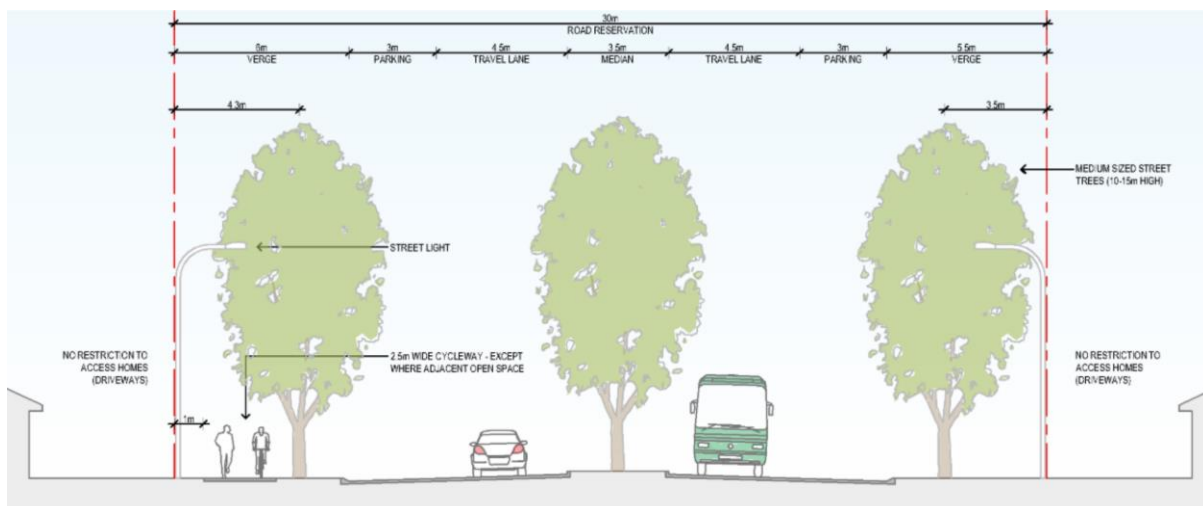 30m
ROAD RESERVATION
6m
VERGE
3m
PARKING
4.5m
TRAVEL LANE
3.5m
MEDIAN
4.5m
TRAVEL LANE
3m
PARKING
5.5m
VERGE
4.3m
3.5m
MEDIUM SIZED STREET
TREES (10-15m HIGH)
STREET LIGHT
NO RESTRICTION TO
ACCESS HOMES
(DRIVEWAYS)
2.5m WIDE CYCLEWAY - EXCEPT
WHERE ADJACENT OPEN SPACE
NO RESTRICTION TO
ACCESS HOMES
(DRIVEWAYS)
1m